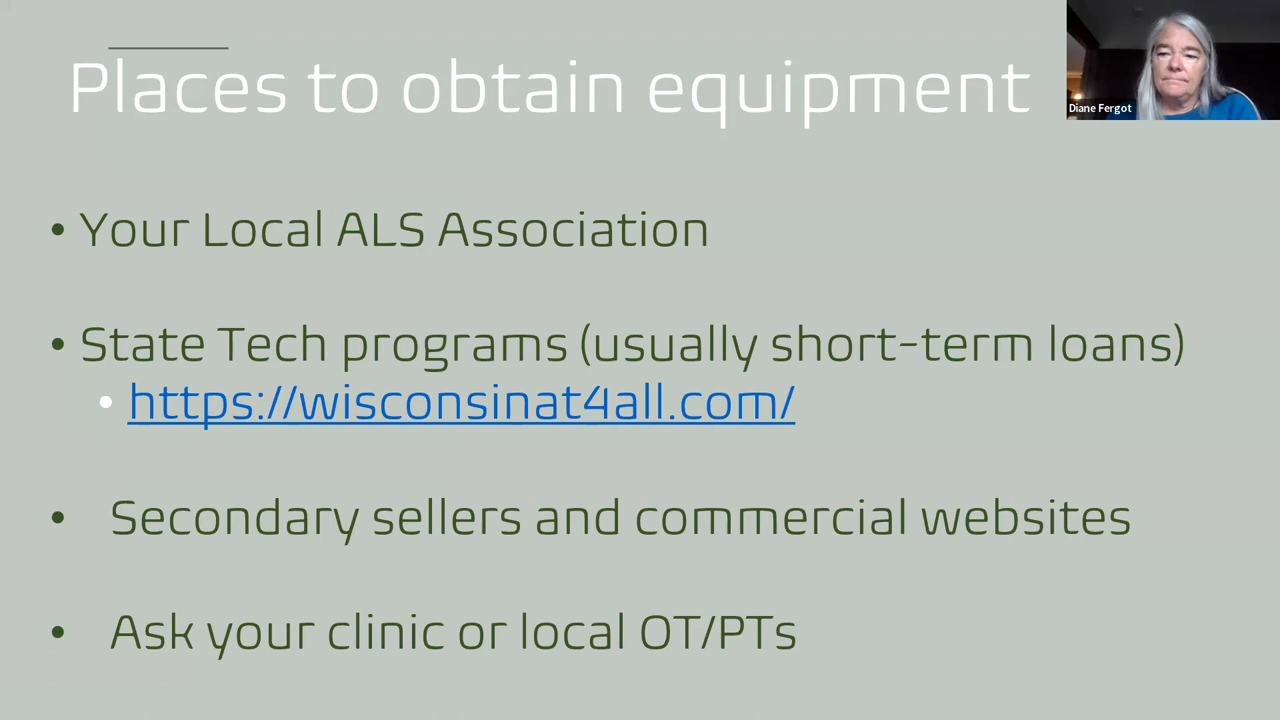 Places to obtain equipment
Diane Fergot
• Your Local ALS Association
• State Tech programs (usually short-term loans)
• https://wisconsinat4all.com/
• Secondary sellers and commercial websites
• Ask your clinic or local OT/PTs